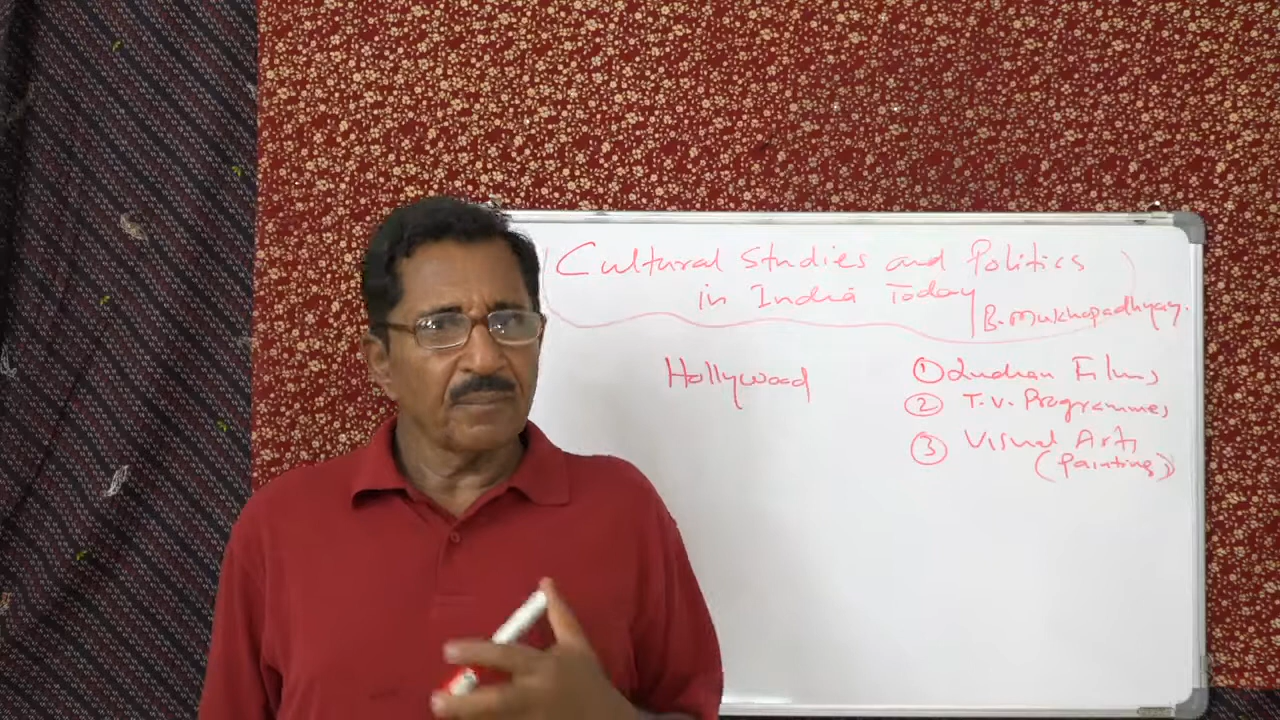 Cultural Studies and Politics
in India Today
B. Mukhopadhyay.
Hollywood
① Indian Films
② T.V. Programmes
③ Visual Arts
(Painting)